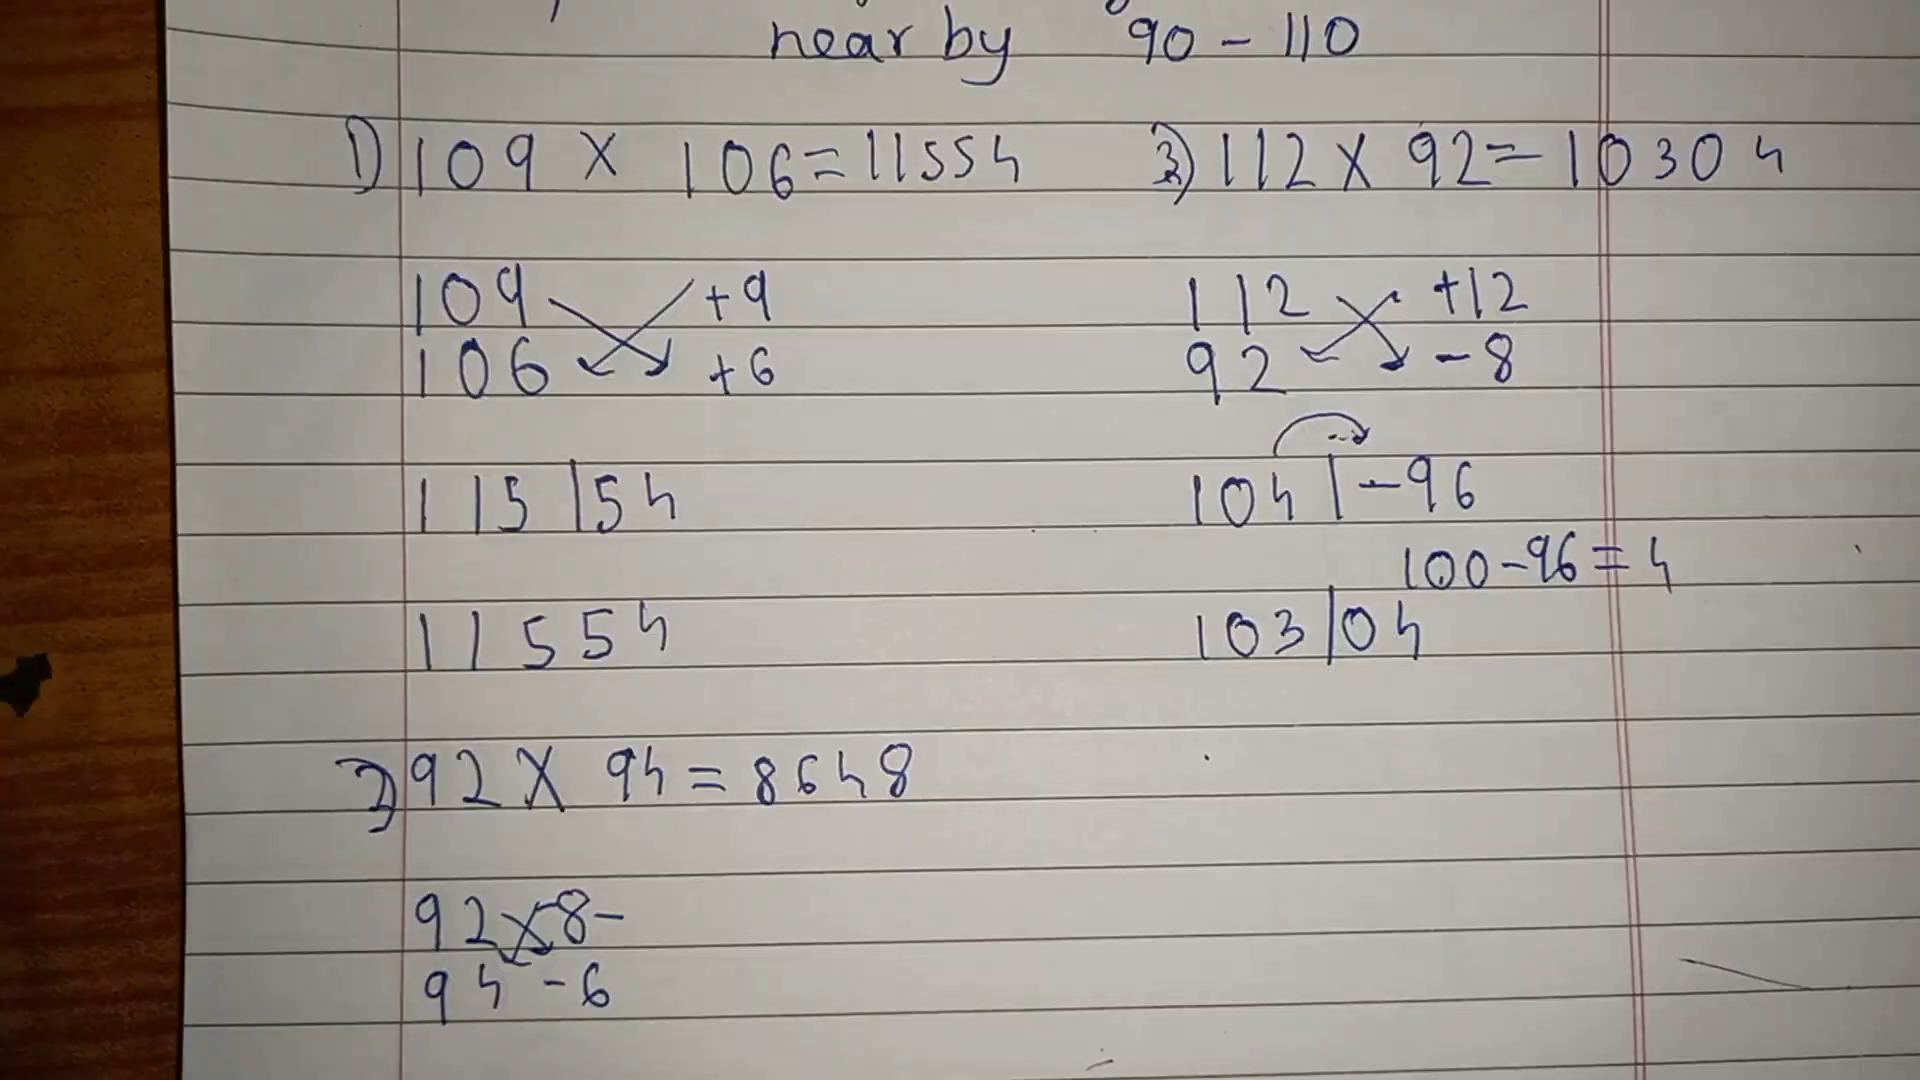 near by 90 - 110
1) 109 X 106 = 11554
109 +9
106 +6
115 | 54
11554
3) 112 X 92 = 10304
112 +12
92 -8
104 | -96
100 - 96 = 4
103 | 04
2) 92 X 94 = 8648
92 8-
94 -6